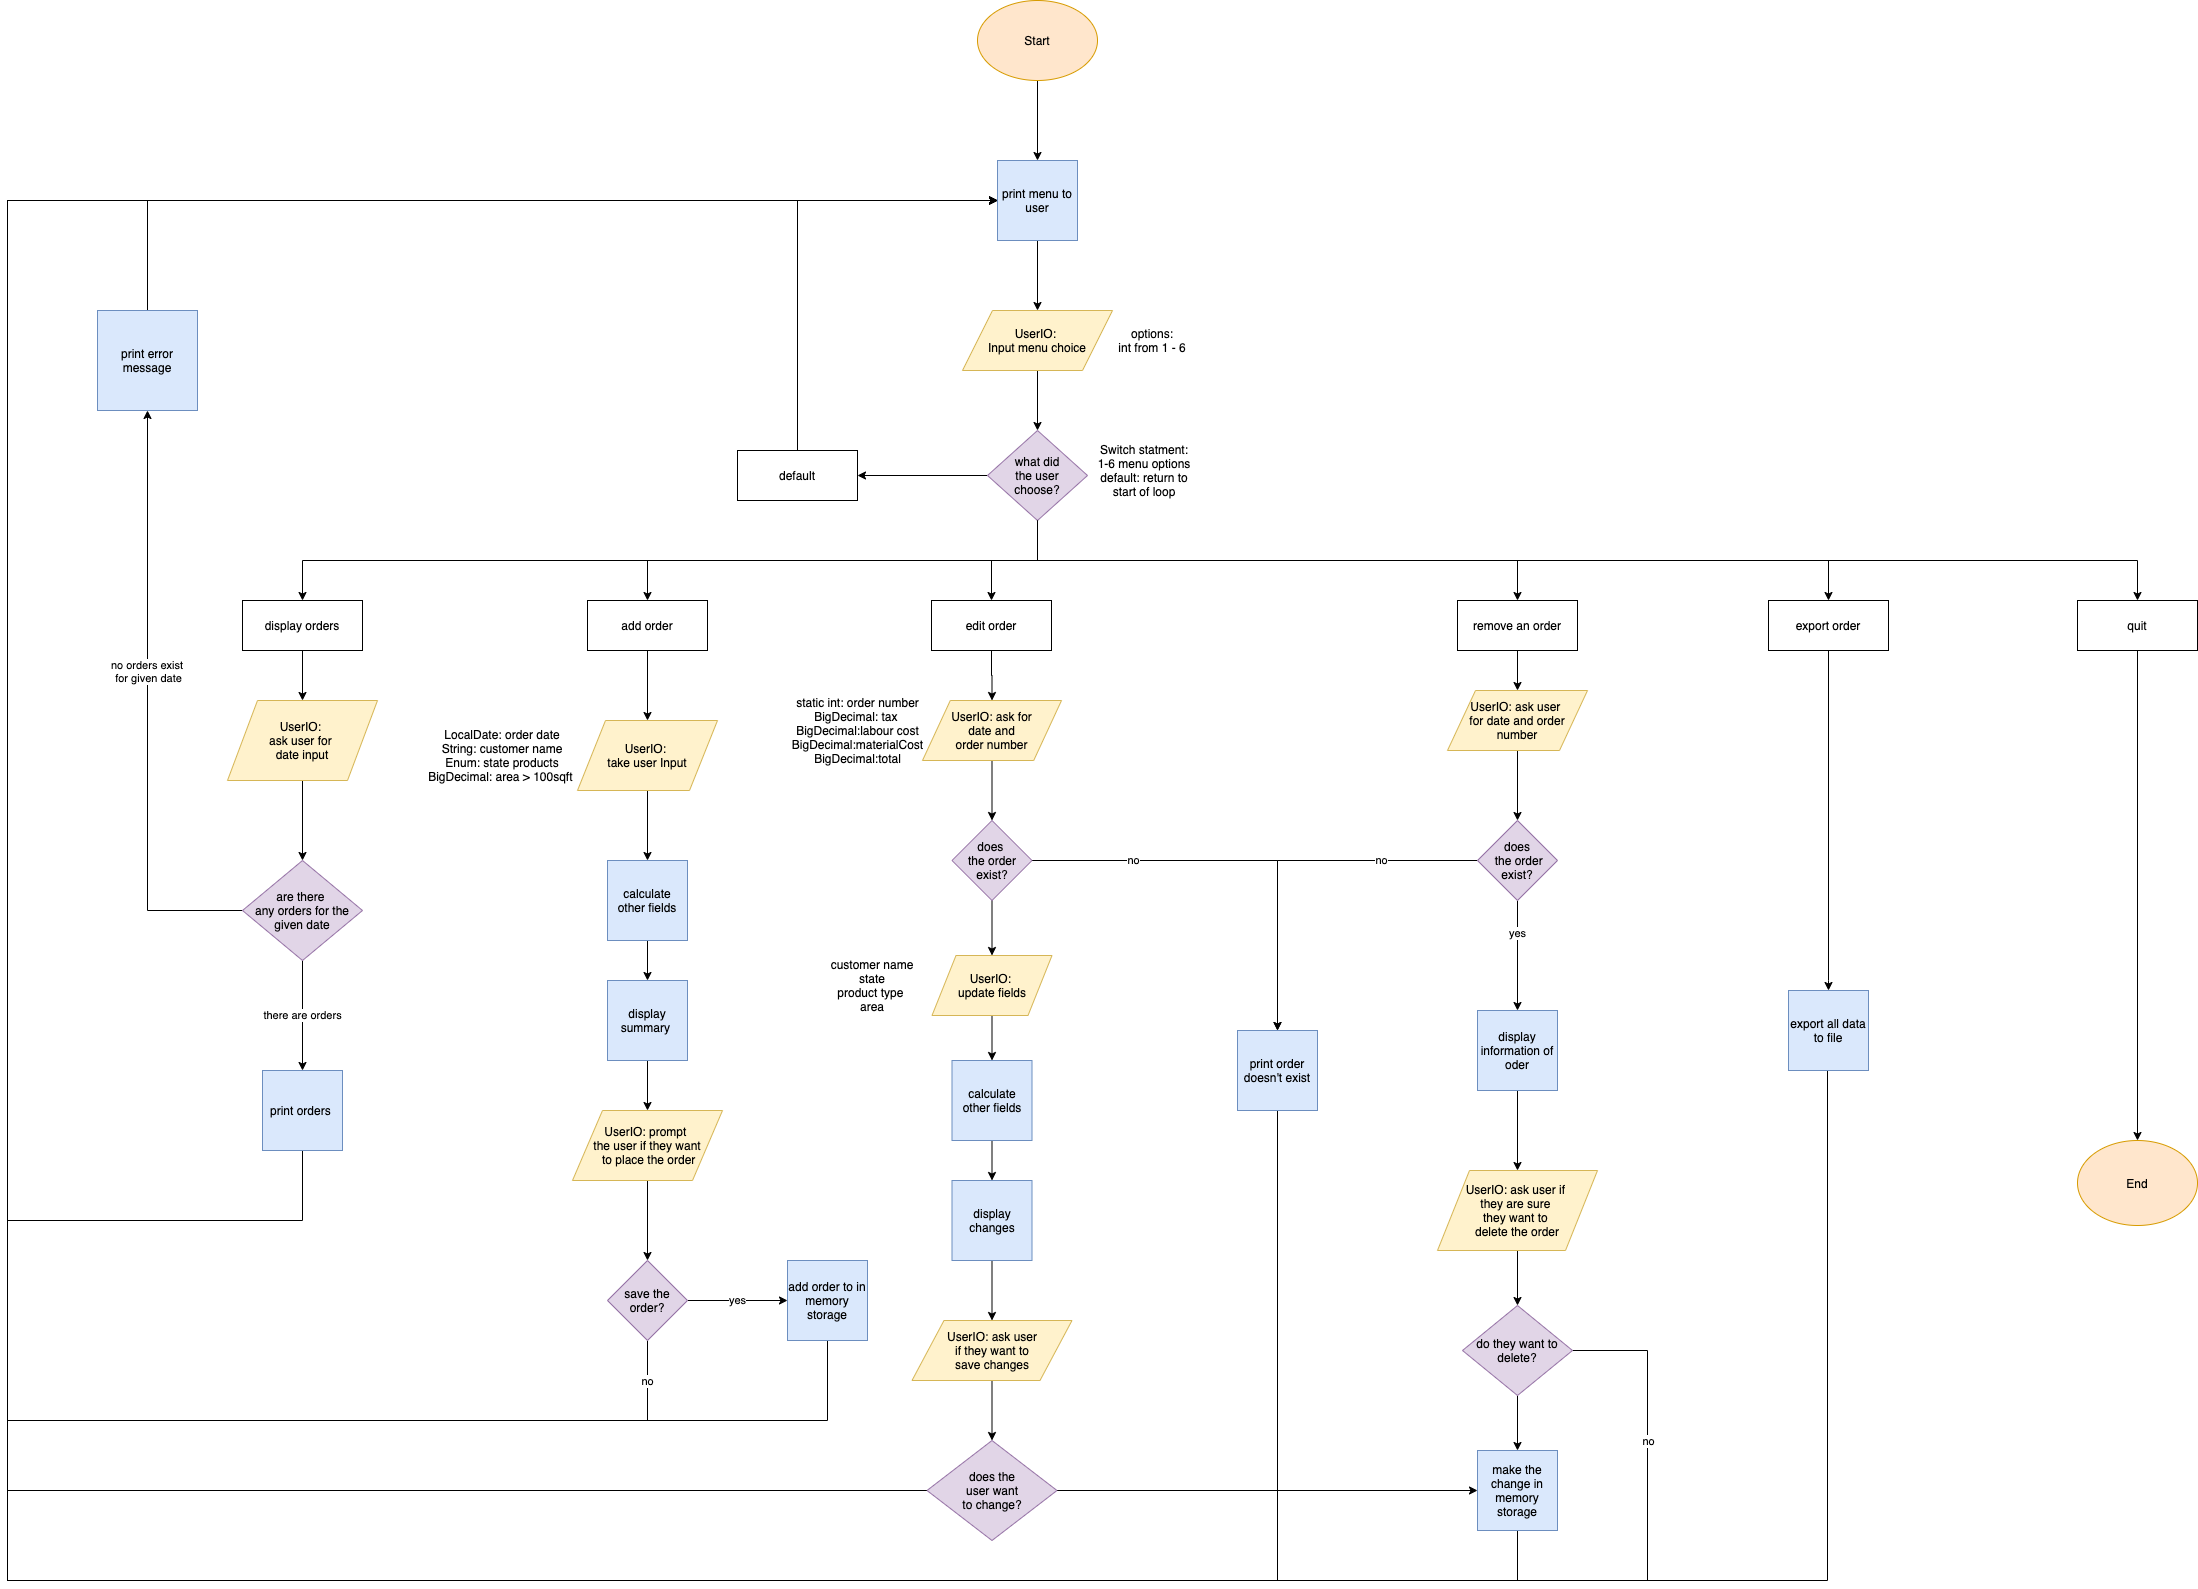 Start
print menu to
user
UserIO:
Input menu choice
options:
int from 1 - 6
print error
message
default
what did
the user
choose?
Switch statment:
1-6 menu options
default: return to
start of loop
display orders
add order
edit order
remove an order
export order
quit
no orders exist
for given date
UserIO:
ask user for
date input
LocalDate: order date
String: customer name
Enum: state products
BigDecimal: area > 100sqft
UserIO:
take user Input
static int: order number
BigDecimal: tax
BigDecimal:labour cost
BigDecimal:materialCost
BigDecimal:total
UserIO: ask for
date and
order number
UserIO: ask user
for date and order
number
are there
any orders for the
given date
calculate
other fields
does
the order
exist?
no
no
does
the order
exist?
yes
there are orders
display
summary
customer name
state
product type
area
UserIO:
update fields
print order
doesn't exist
display
information of
oder
export all data
to file
print orders
UserIO: prompt
the user if they want
to place the order
calculate
other fields
display
changes
UserIO: ask user if
they are sure
they want to
delete the order
End
save the
order?
yes
add order to in
memory
storage
no
UserIO: ask user
if they want to
save changes
do they want to
delete?
no
does the
user want
to change?
make the
change in
memory
storage